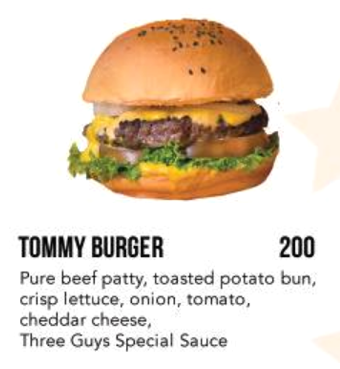 TOMMY BURGER 200
Pure beef patty, toasted potato bun,
crisp lettuce, onion, tomato,
cheddar cheese,
Three Guys Special Sauce